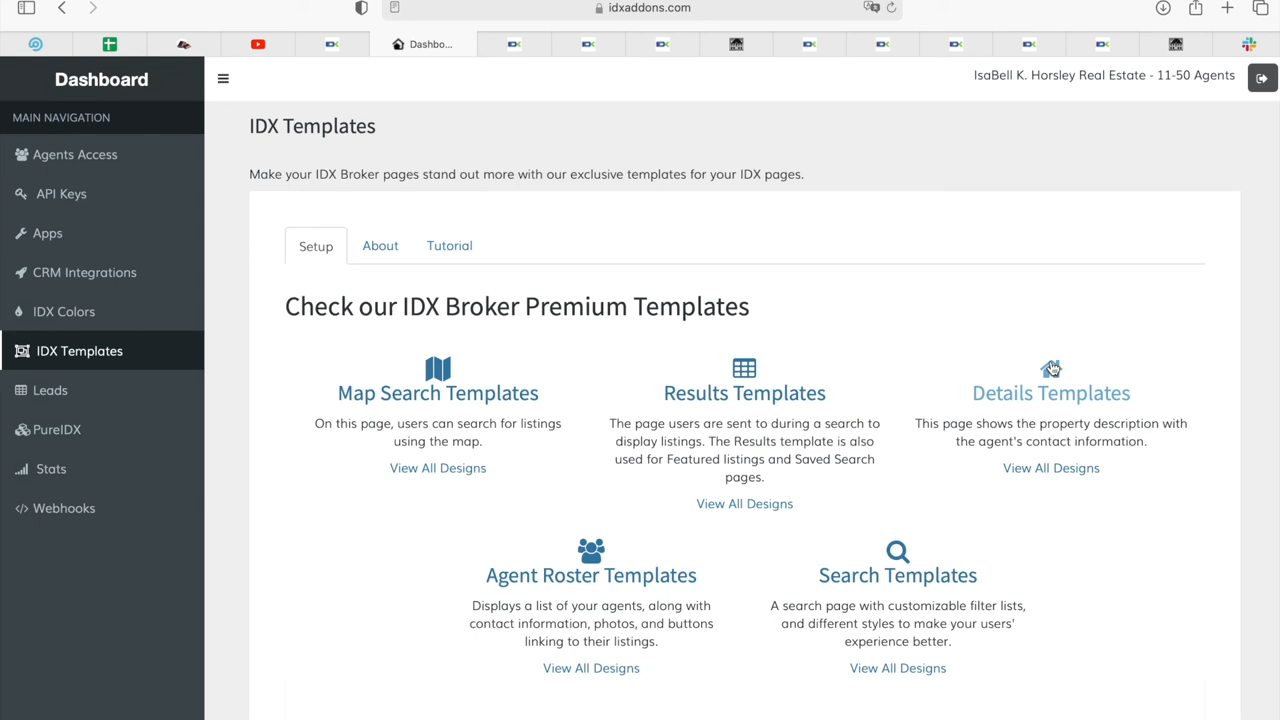 idxaddons.com
Dashbo...
Dashboard
IsaBell K. Horsley Real Estate - 11-50 Agents
MAIN NAVIGATION
Agents Access
API Keys
Apps
CRM Integrations
IDX Colors
IDX Templates
Leads
PureIDX
Stats
Webhooks
IDX Templates
Make your IDX Broker pages stand out more with our exclusive templates for your IDX pages.
Setup
About
Tutorial
Check our IDX Broker Premium Templates
Map Search Templates
On this page, users can search for listings
using the map.
View All Designs
Results Templates
The page users are sent to during a search to
display listings. The Results template is also
used for Featured listings and Saved Search
pages.
View All Designs
Details Templates
This page shows the property description with
the agent's contact information.
View All Designs
Agent Roster Templates
Displays a list of your agents, along with
contact information, photos, and buttons
linking to their listings.
View All Designs
Search Templates
A search page with customizable filter lists,
and different styles to make your users'
experience better.
View All Designs